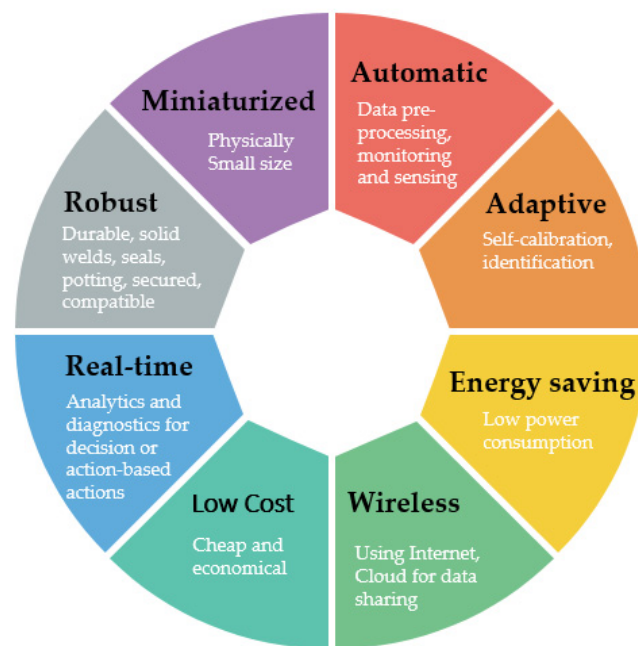 Automatic
Data pre-
processing,
monitoring
and sensing
Adaptive
Self-calibration,
identification
Energy saving
Low power
consumption
Wireless
Using Internet,
Cloud for data
sharing
Low Cost
Cheap and
economical
Real-time
Analytics and
diagnostics for
decision or
action-based
actions
Robust
Durable, solid
welds, seals,
potting, secured,
compatible
Miniaturized
Physically
Small size